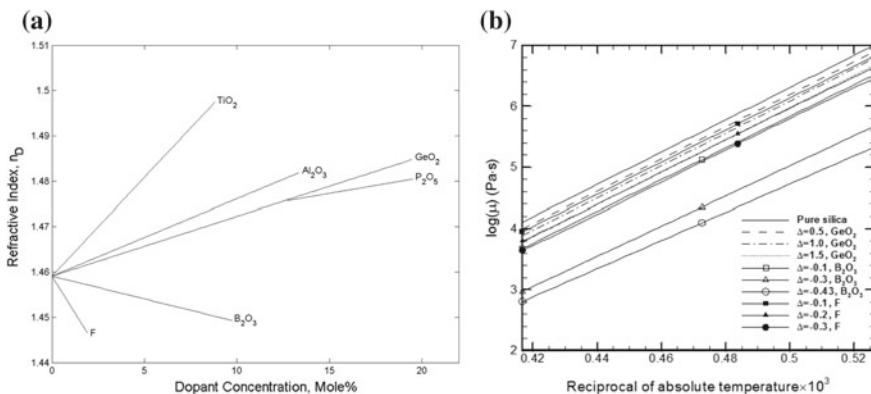 (a)
1.51
1.5
1.49
1.48
1.47
1.46
1.45
1.44
Refractive Index, nD
TiO2
Al2O3
GeO2
P2O5
B2O3
F
0
5
10
15
20
Dopant Concentration, Mole%
(b)
7
6
5
4
3
2
log(μ) (Pa·s)
Pure silica
Δ=0.5, GeO2
Δ=1.0, GeO2
Δ=1.5, GeO2
Δ=-0.1, B2O3
Δ=-0.3, B2O3
Δ=-0.43, B2O3
Δ=-0.1, F
Δ=-0.2, F
Δ=-0.3, F
0.42
0.44
0.46
0.48
0.5
0.52
Reciprocal of absolute temperature×10³